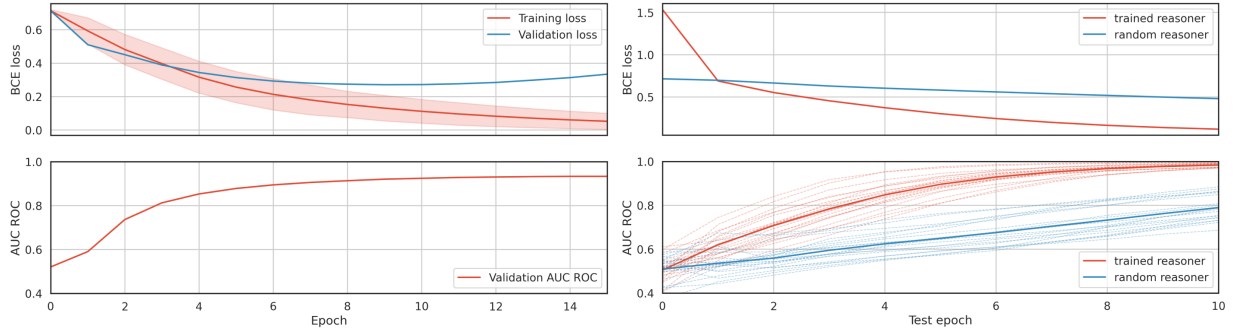 BCE loss
0.6
0.4
0.2
0.0
Training loss
Validation loss
BCE loss
1.5
1.0
0.5
trained reasoner
random reasoner
AUC ROC
1.0
0.8
0.6
0.4
Validation AUC ROC
0 2 4 6 8 10 12 14
Epoch
AUC ROC
1.0
0.8
0.6
0.4
trained reasoner
random reasoner
0 2 4 6 8 10
Test epoch